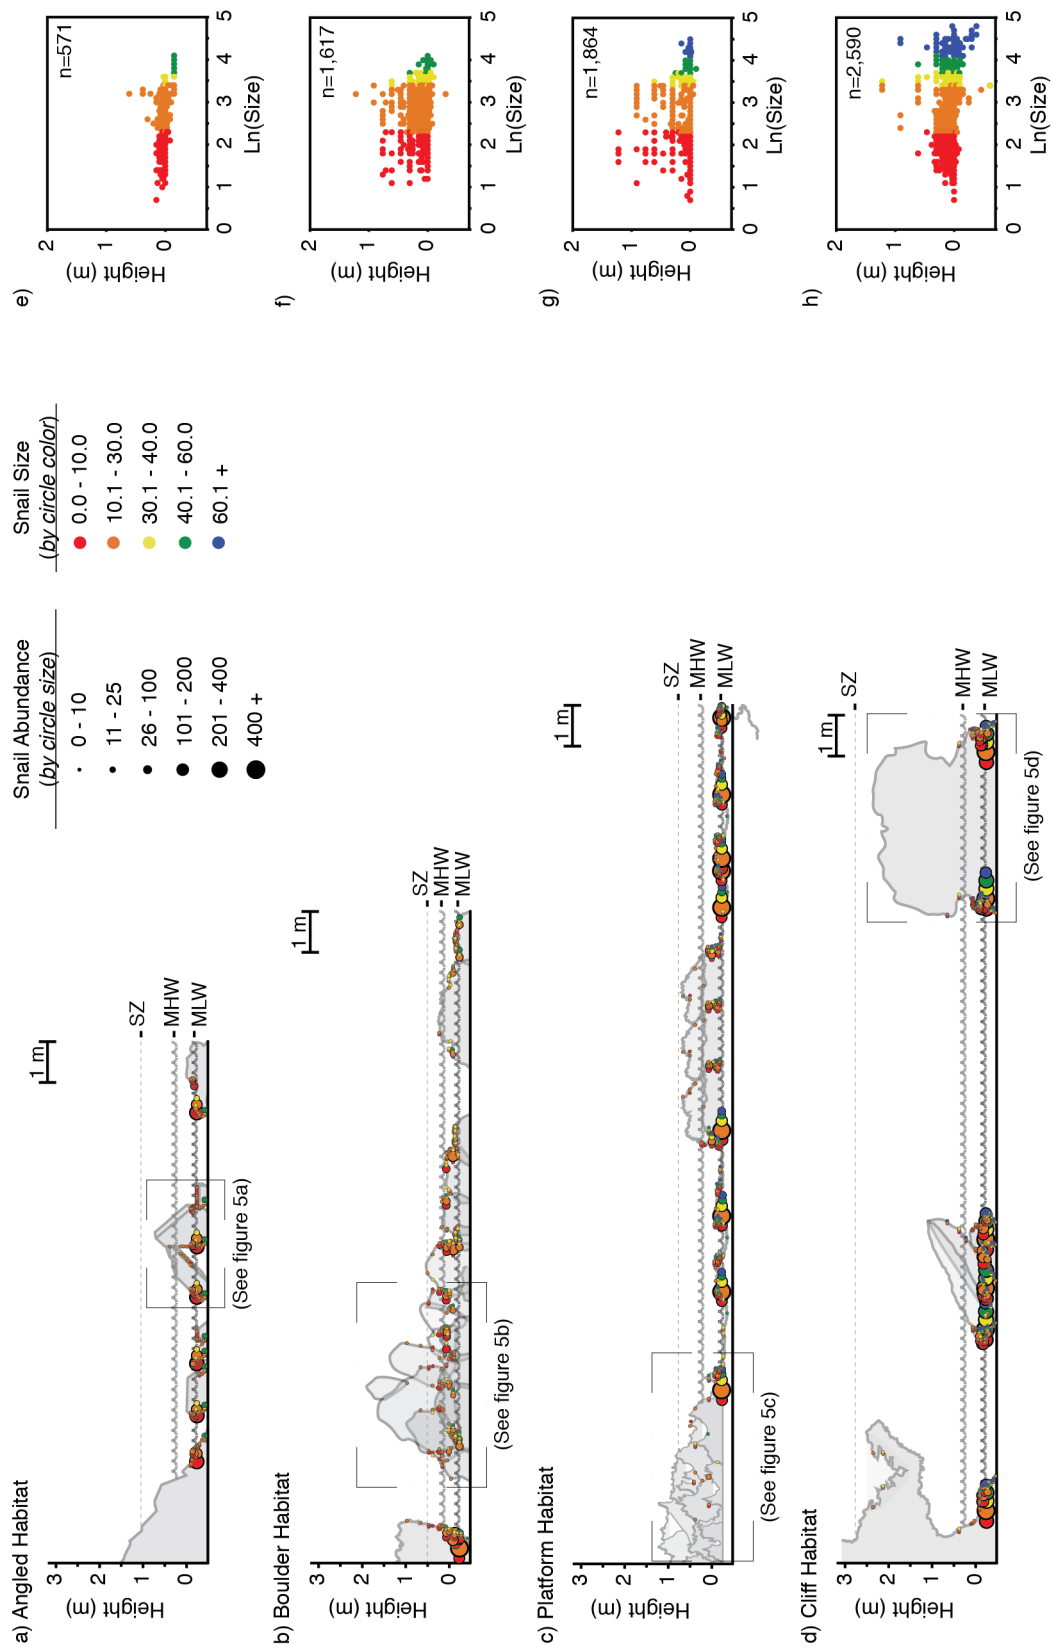 a) Angled Habitat
Height (m)
3
2
1
0
1 m
SZ
MHW
MLW
(See figure 5a)
b) Boulder Habitat
Height (m)
3
2
1
0
1 m
SZ
MHW
MLW
(See figure 5b)
c) Platform Habitat
Height (m)
3
2
1
0
1 m
SZ
MHW
MLW
(See figure 5c)
d) Cliff Habitat
Height (m)
3
2
1
0
1 m
SZ
MHW
MLW
(See figure 5d)
Snail Abundance
(by circle size)
0 - 10
11 - 25
26 - 100
101 - 200
201 - 400
400 +
Snail Size
(by circle color)
0.0 - 10.0
10.1 - 30.0
30.1 - 40.0
40.1 - 60.0
60.1 +
e)
n=571
Height (m)
2
1
0
0 1 2 3 4 5
Ln(Size)
f)
n=1,617
Height (m)
2
1
0
0 1 2 3 4 5
Ln(Size)
g)
n=1,864
Height (m)
2
1
0
0 1 2 3 4 5
Ln(Size)
h)
n=2,590
Height (m)
2
1
0
0 1 2 3 4 5
Ln(Size)